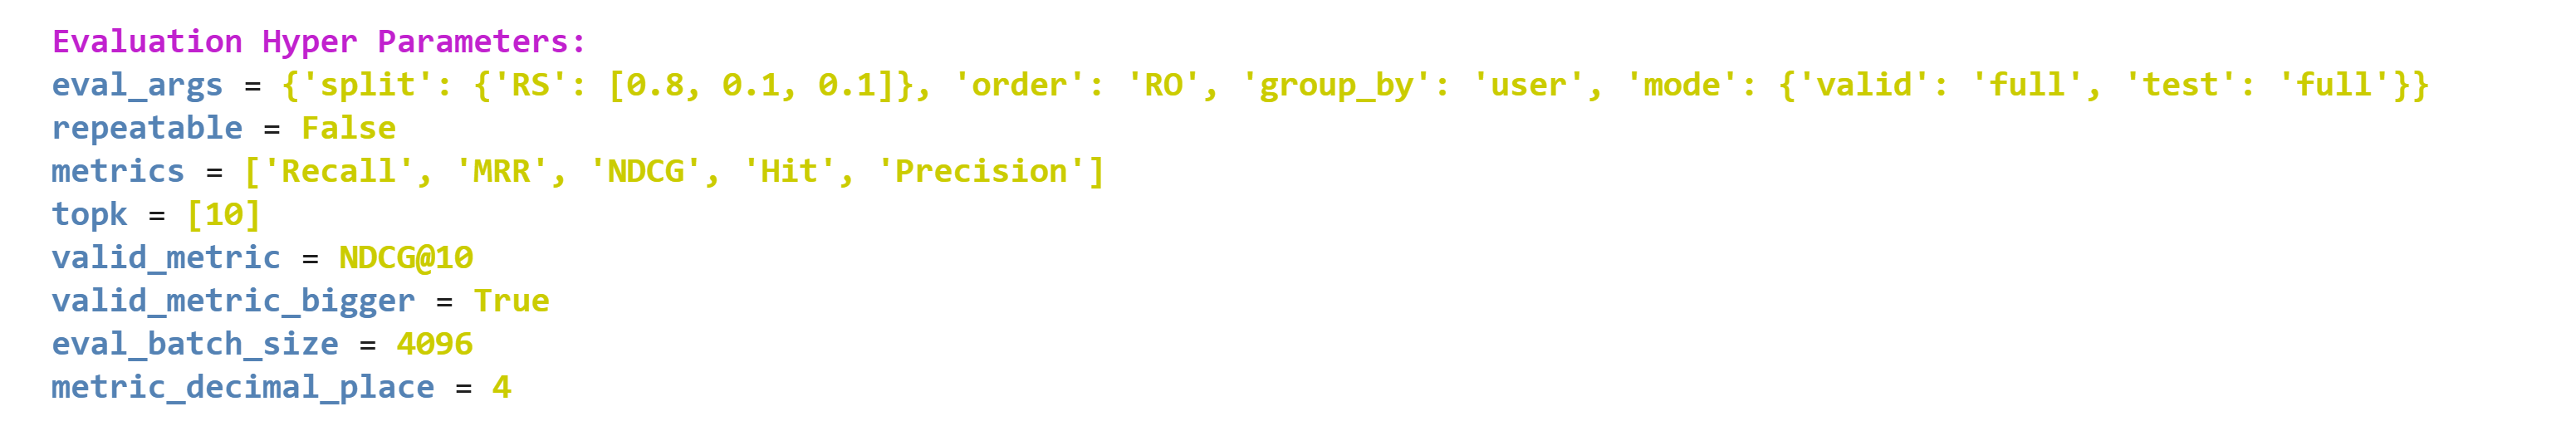 Evaluation Hyper Parameters:
eval_args = {'split': {'RS': [0.8, 0.1, 0.1]}, 'order': 'RO', 'group_by': 'user', 'mode': {'valid': 'full', 'test': 'full'}}
repeatable = False
metrics = ['Recall', 'MRR', 'NDCG', 'Hit', 'Precision']
topk = [10]
valid_metric = NDCG@10
valid_metric_bigger = True
eval_batch_size = 4096
metric_decimal_place = 4